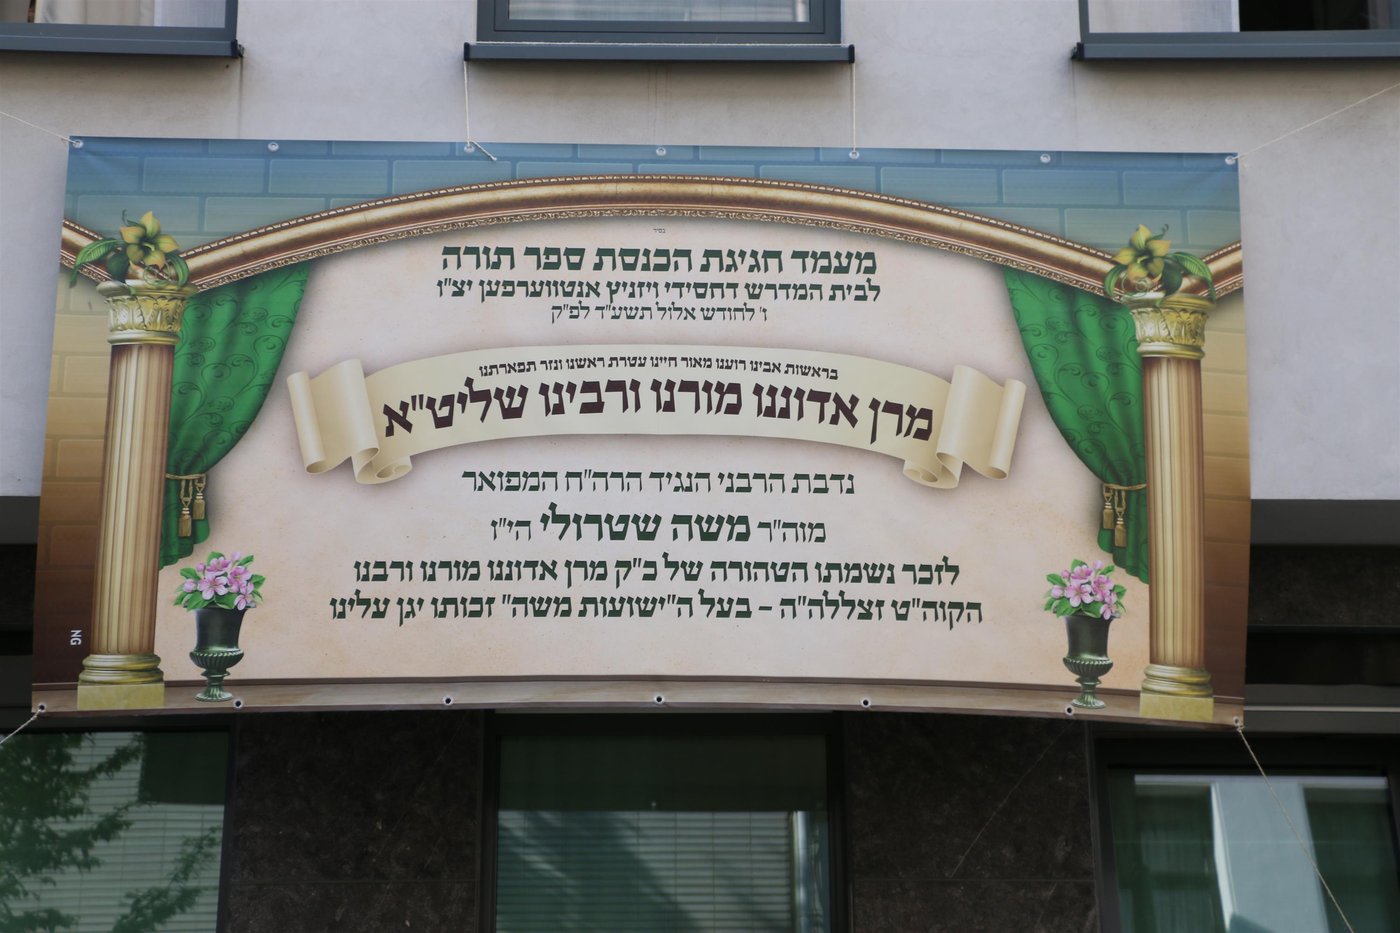 בסיד
מעמד חגיגת הכנסת ספר תורה
לבית המדרש דחסידי ויזניץ אנטווערפען יצ"ו
ז' לחודש אלול תשע"ד לפ"ק
בראשות אבינו רוענו מאור חיינו עטרת ראשנו ונזר תפארתנו
מרן אדוננו מורנו ורבינו שליט"א
נדבת הרבני הנגיד הרה"ח המפואר
מוה"ר משה שטרולי הי"ו
לזכר נשמתו הטהורה של כ"ק מרן אדוננו מורנו ורבנו
הקוה"ט זצללה"ה - בעל ה"ישועות משה" זכותו יגן עלינו
NG